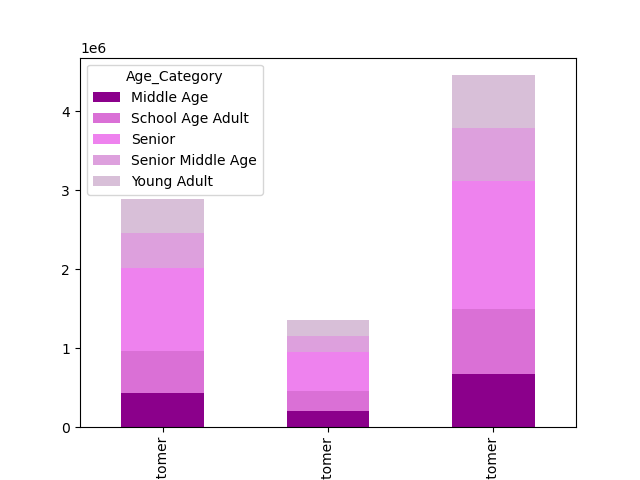 1e6
Age_Category
Middle Age
School Age Adult
Senior
Senior Middle Age
Young Adult
4
3
2
1
0
tomer
tomer
tomer